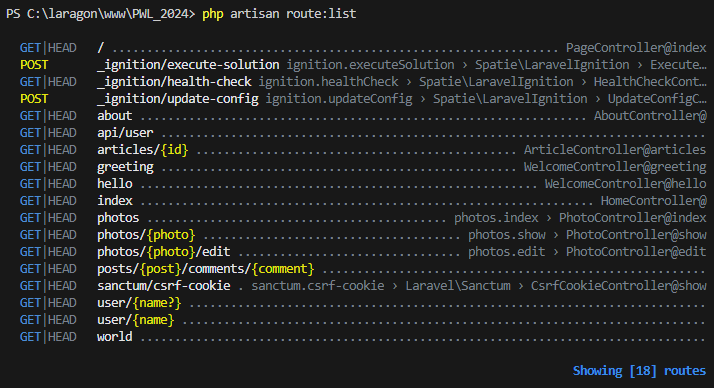 PS C:\laragon\www\PWL_2024> php artisan route:list
GET|HEAD / ................................................................ PageController@index
POST _ignition/execute-solution ignition.executeSolution › Spatie\LaravelIgnition › Execute…
GET|HEAD _ignition/health-check ignition.healthCheck › Spatie\LaravelIgnition › HealthCheckCont…
POST _ignition/update-config ignition.updateConfig › Spatie\LaravelIgnition › UpdateConfigC…
GET|HEAD about ................................................................ AboutController@
GET|HEAD api/user ...................................................................................
GET|HEAD articles/{id} ............................................... ArticleController@articles
GET|HEAD greeting .................................................... WelcomeController@greeting
GET|HEAD hello .......................................................... WelcomeController@hello
GET|HEAD index ................................................................. HomeController@
GET|HEAD photos ............................................ photos.index › PhotoController@index
GET|HEAD photos/{photo} ..................................... photos.show › PhotoController@show
GET|HEAD photos/{photo}/edit ................................ photos.edit › PhotoController@edit
GET|HEAD posts/{post}/comments/{comment} .......................................................
GET|HEAD sanctum/csrf-cookie . sanctum.csrf-cookie › Laravel\Sanctum › CsrfCookieController@show
GET|HEAD user/{name?} ..........................................................................
GET|HEAD user/{name} ...........................................................................
GET|HEAD world .................................................................................
Showing [18] routes